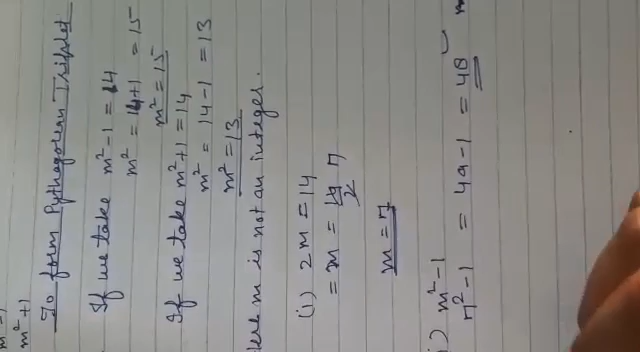 m² + 1
To form Pythagorean Triplet
If we take m² - 1 = 14
m² = 14 + 1 = 15
m² = 15
If we take m² + 1 = 14
m² = 14 - 1 = 13
m² = 13
m is not an integer.
(i) 2m = 14
= m = 14/2 7
m = 7
) m² - 1
7² - 1 = 49 - 1 = 48